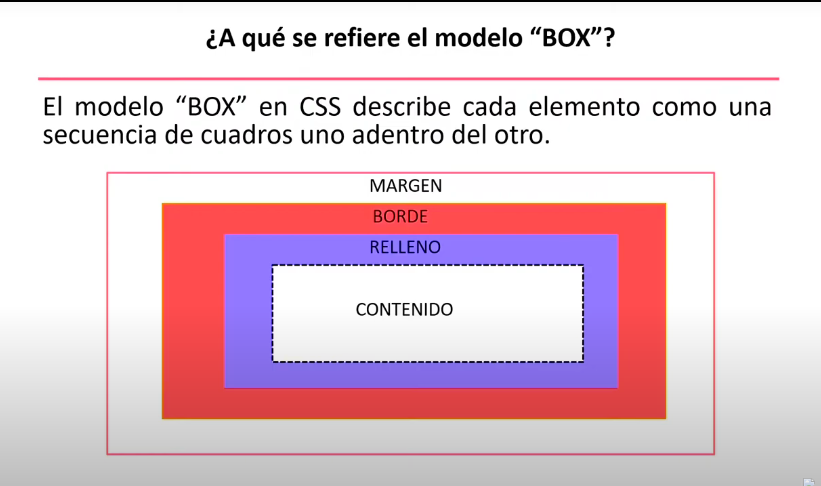 ¿A qué se refiere el modelo “BOX”?
El modelo “BOX” en CSS describe cada elemento como una
secuencia de cuadros uno adentro del otro.
MARGEN
BORDE
RELLENO
CONTENIDO